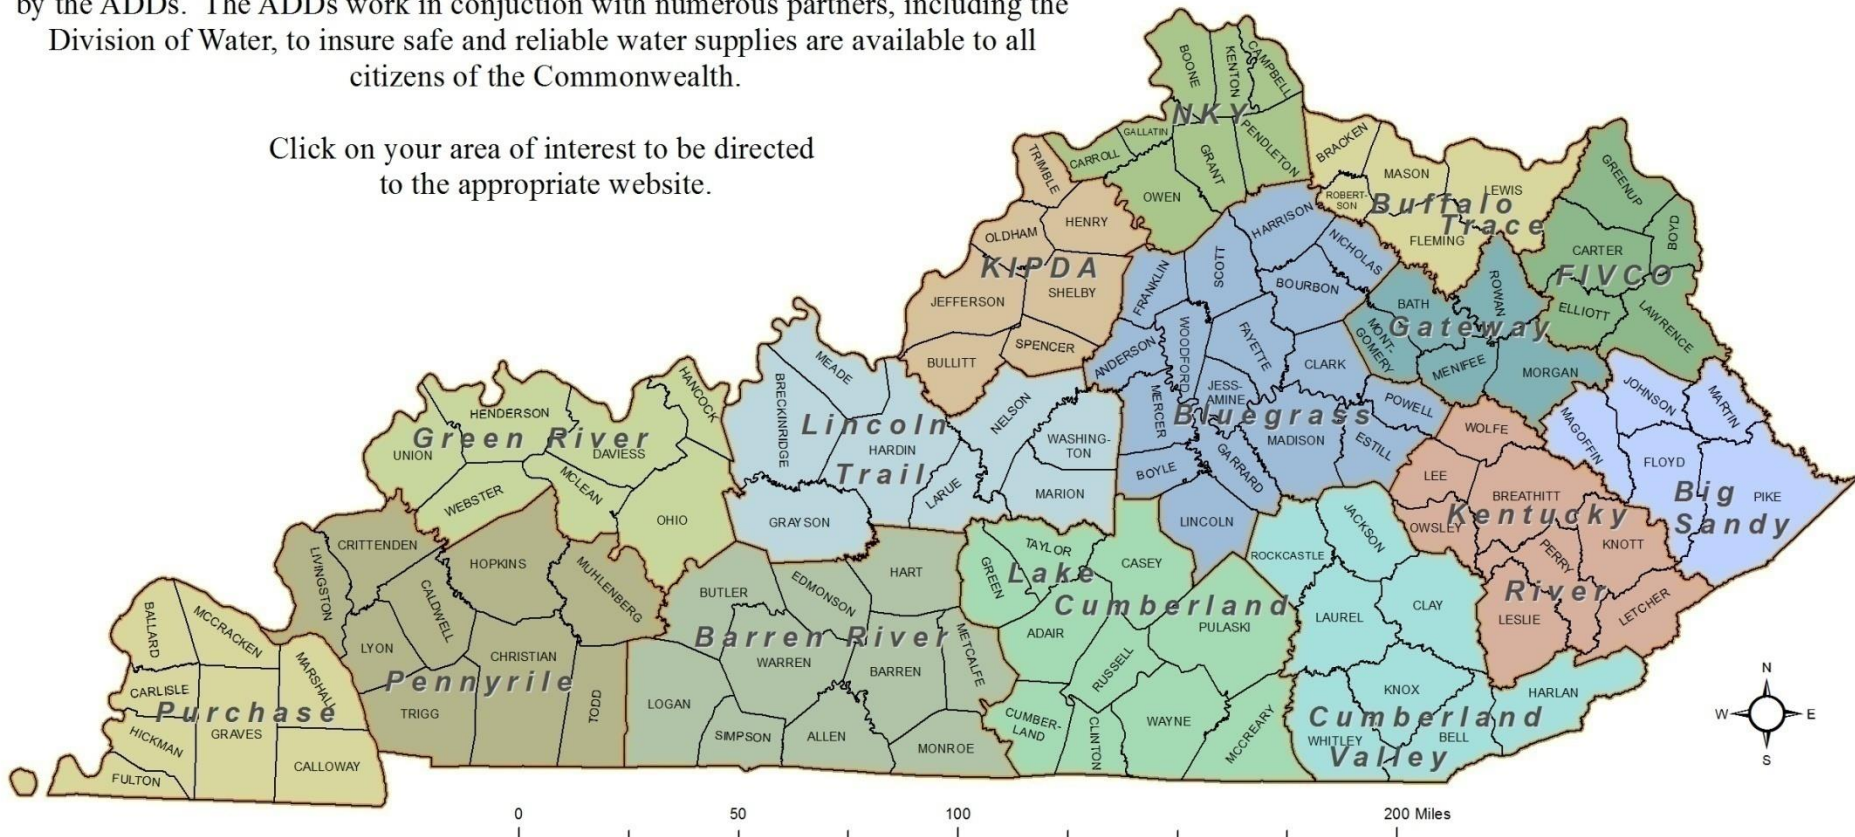 by the ADDs. The ADDs work in conjuction with numerous partners, including the
Division of Water, to insure safe and reliable water supplies are available to all
citizens of the Commonwealth.
Click on your area of interest to be directed
to the appropriate website.
BOONE
KENTON
CAMPBELL
NKY
GALLATIN
CARROLL
GRANT
PENDLETON
OWEN
BRACKEN
MASON
LEWIS
ROBERT-
SON
Buffalo
Trace
FLEMING
GREENUP
BOYD
CARTER
FIVCO
ELLIOTT
LAWRENCE
TRIMBLE
HENRY
OLDHAM
KIPDA
SHELBY
JEFFERSON
SPENCER
BULLITT
HARRISON
NICHOLAS
SCOTT
FRANKLIN
BOURBON
WOODFORD
FAYETTE
ANDERSON
CLARK
JESS-
AMINE
MERCER
Bluegrass
POWELL
MADISON
ESTILL
GARRARD
BOYLE
LINCOLN
ROWAN
BATH
Gateway
MONT-
GOMERY
MENIFEE
MORGAN
JOHNSON
MARTIN
MAGOFFIN
FLOYD
PIKE
Big
Sandy
WOLFE
LEE
BREATHITT
OWSLEY
Kentucky
KNOTT
PERRY
River
LESLIE
LETCHER
MEADE
BRECKINRIDGE
NELSON
Lincoln
HARDIN
Trail
WASHING-
TON
LARUE
MARION
GRAYSON
HANCOCK
HENDERSON
Green River
UNION
DAVIESS
MCLEAN
WEBSTER
OHIO
CRITTENDEN
LIVINGSTON
HOPKINS
CALDWELL
MUHLENBERG
LYON
CHRISTIAN
Pennyrile
TRIGG
TODD
BALLARD
MCCRACKEN
MARSHALL
CARLISLE
Purchase
GRAVES
HICKMAN
CALLOWAY
FULTON
HART
EDMONSON
BUTLER
Barren River
WARREN
BARREN
METCALFE
LOGAN
SIMPSON
ALLEN
MONROE
TAYLOR
GREEN
Lake
CASEY
Cumberland
ADAIR
PULASKI
RUSSELL
CUMBER-
LAND
CLINTON
WAYNE
MCCREARY
JACKSON
ROCKCASTLE
LAUREL
CLAY
KNOX
HARLAN
Cumberland
WHITLEY
BELL
Valley
N
W
E
S
0
50
100
200 Miles